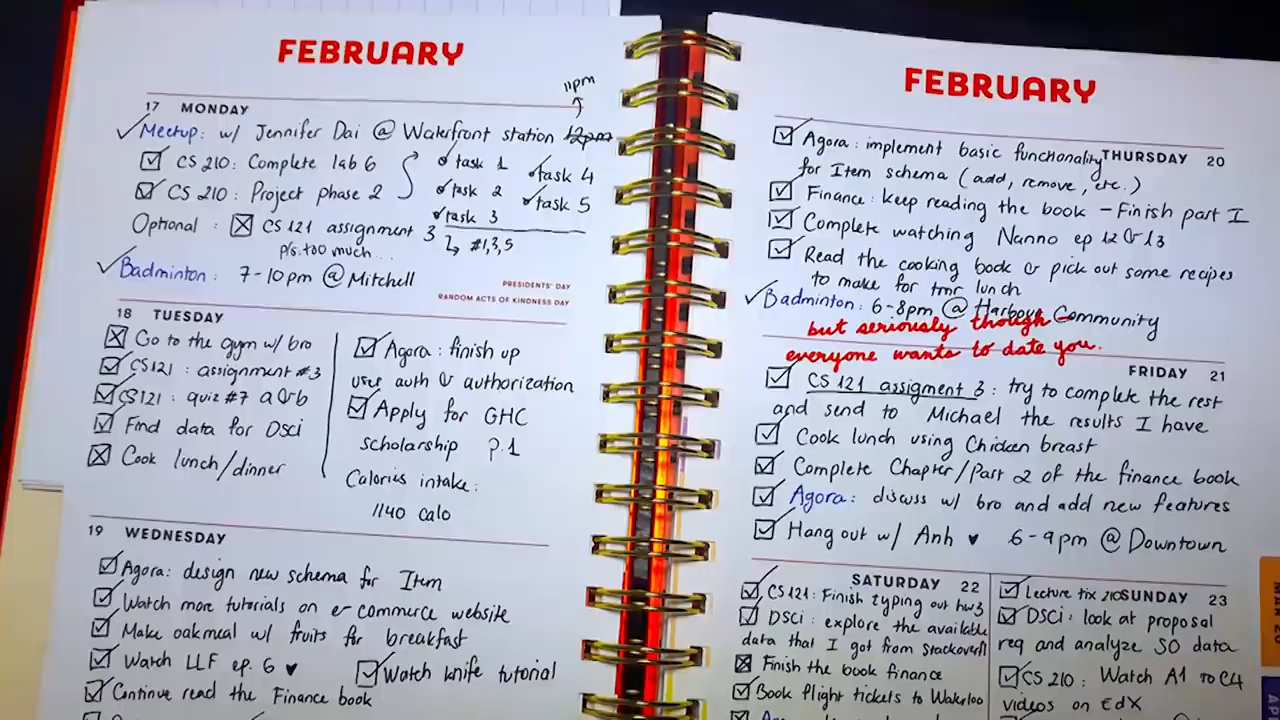 FEBRUARY
11pm
17 MONDAY
Meetup: w/ Jennifer Dai @ Waterfront station 12pm
CS 210: Complete lab 6
CS 210: Project phase 2
task 1
task 2
task 3
task 4
task 5
Optional: CS 121 assignment 3
#1,3,5
p/s: too much...
Badminton: 7-10pm @ Mitchell
PRESIDENTS' DAY
RANDOM ACTS OF KINDNESS DAY
18 TUESDAY
Go to the gym w/ bro
CS121: assignment #3
CS121: quiz #7 a & b
Find data for DSci
Cook lunch/dinner
Agora: finish up
user auth & authorization
Apply for GHC
scholarship p.1
Calories intake:
1140 calo
19 WEDNESDAY
Agora: design new schema for Item
Watch more tutorials on e-commerce website
Make oakmeal w/ fruits for breakfast
Watch LLF ep. 6 ♥
Watch knife tutorial
Continue read the Finance book
FEBRUARY
THURSDAY 20
Agora: implement basic functionality
for Item schema (add, remove, etc.)
Finance: keep reading the book - Finish part I
Complete watching Nanno ep 12 & 13
Read the cooking book & pick out some recipes
to make for tmr lunch
Badminton: 6-8pm @ Harbour Community
but seriously though -
everyone wants to date you.
FRIDAY 21
CS 121 assigment 3: try to complete the rest
and send to Michael the results I have
Cook lunch using Chicken breast
Complete Chapter/Part 2 of the finance book
Agora: discuss w/ bro and add new features
Hang out w/ Anh ♥ 6-9pm @ Downtown
SATURDAY 22
CS 121: Finish typing out hw3
DSCi: explore the available
data that I got from Stackoverfl
Finish the book finance
Book flight tickets to Waterloo
SUNDAY 23
Lecture fix 210
DSCi: look at proposal
req and analyze SO data
CS 210: Watch A1 to C4
videos on EdX